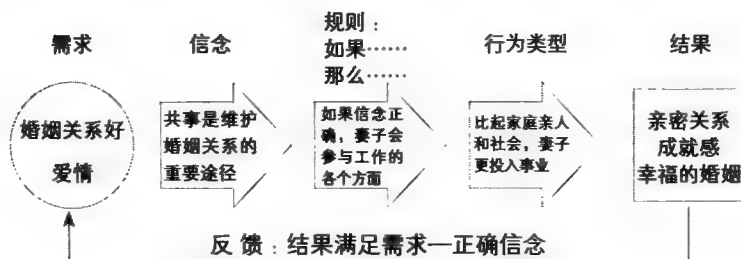 规则：
需求 信念 如果…… 行为类型 结果
那么……
婚姻关系好
爱情
共事是维护
婚姻关系的
重要途径
如果信念正
确，妻子会
参与工作的
各个方面
比起家庭亲人
和社会，妻子
更投入事业
亲密关系
成就感
幸福的婚姻
反馈：结果满足需求—正确信念